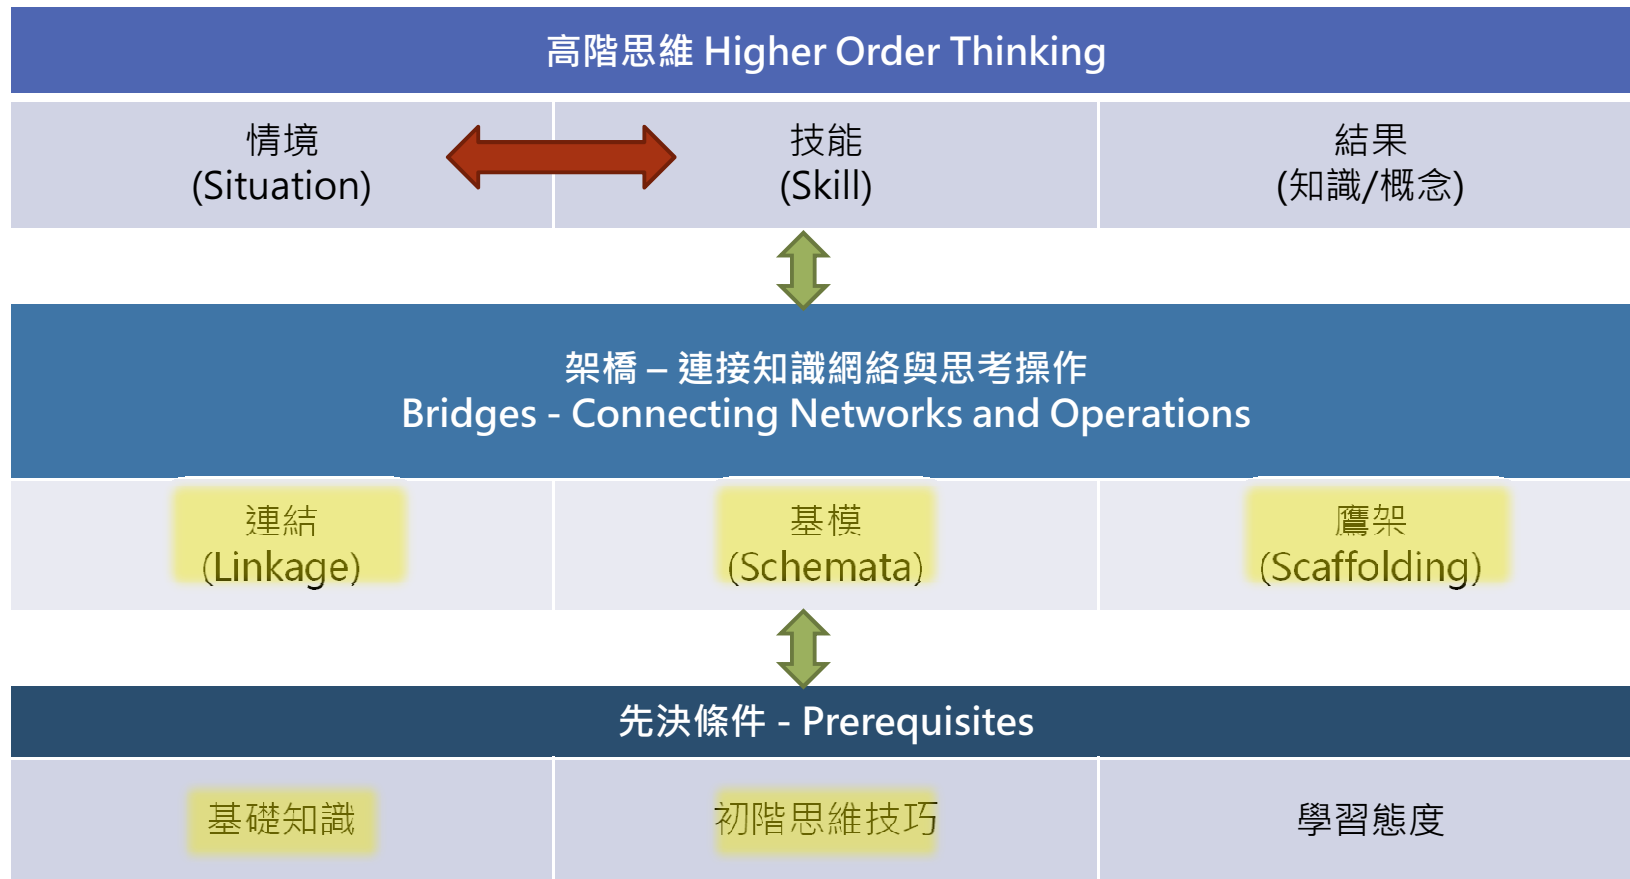 高階思維 Higher Order Thinking
情境
(Situation)
技能
(Skill)
結果
(知識/概念)
架橋 – 連接知識網絡與思考操作
Bridges - Connecting Networks and Operations
連結
(Linkage)
基模
(Schemata)
鷹架
(Scaffolding)
先決條件 - Prerequisites
基礎知識
初階思維技巧
學習態度